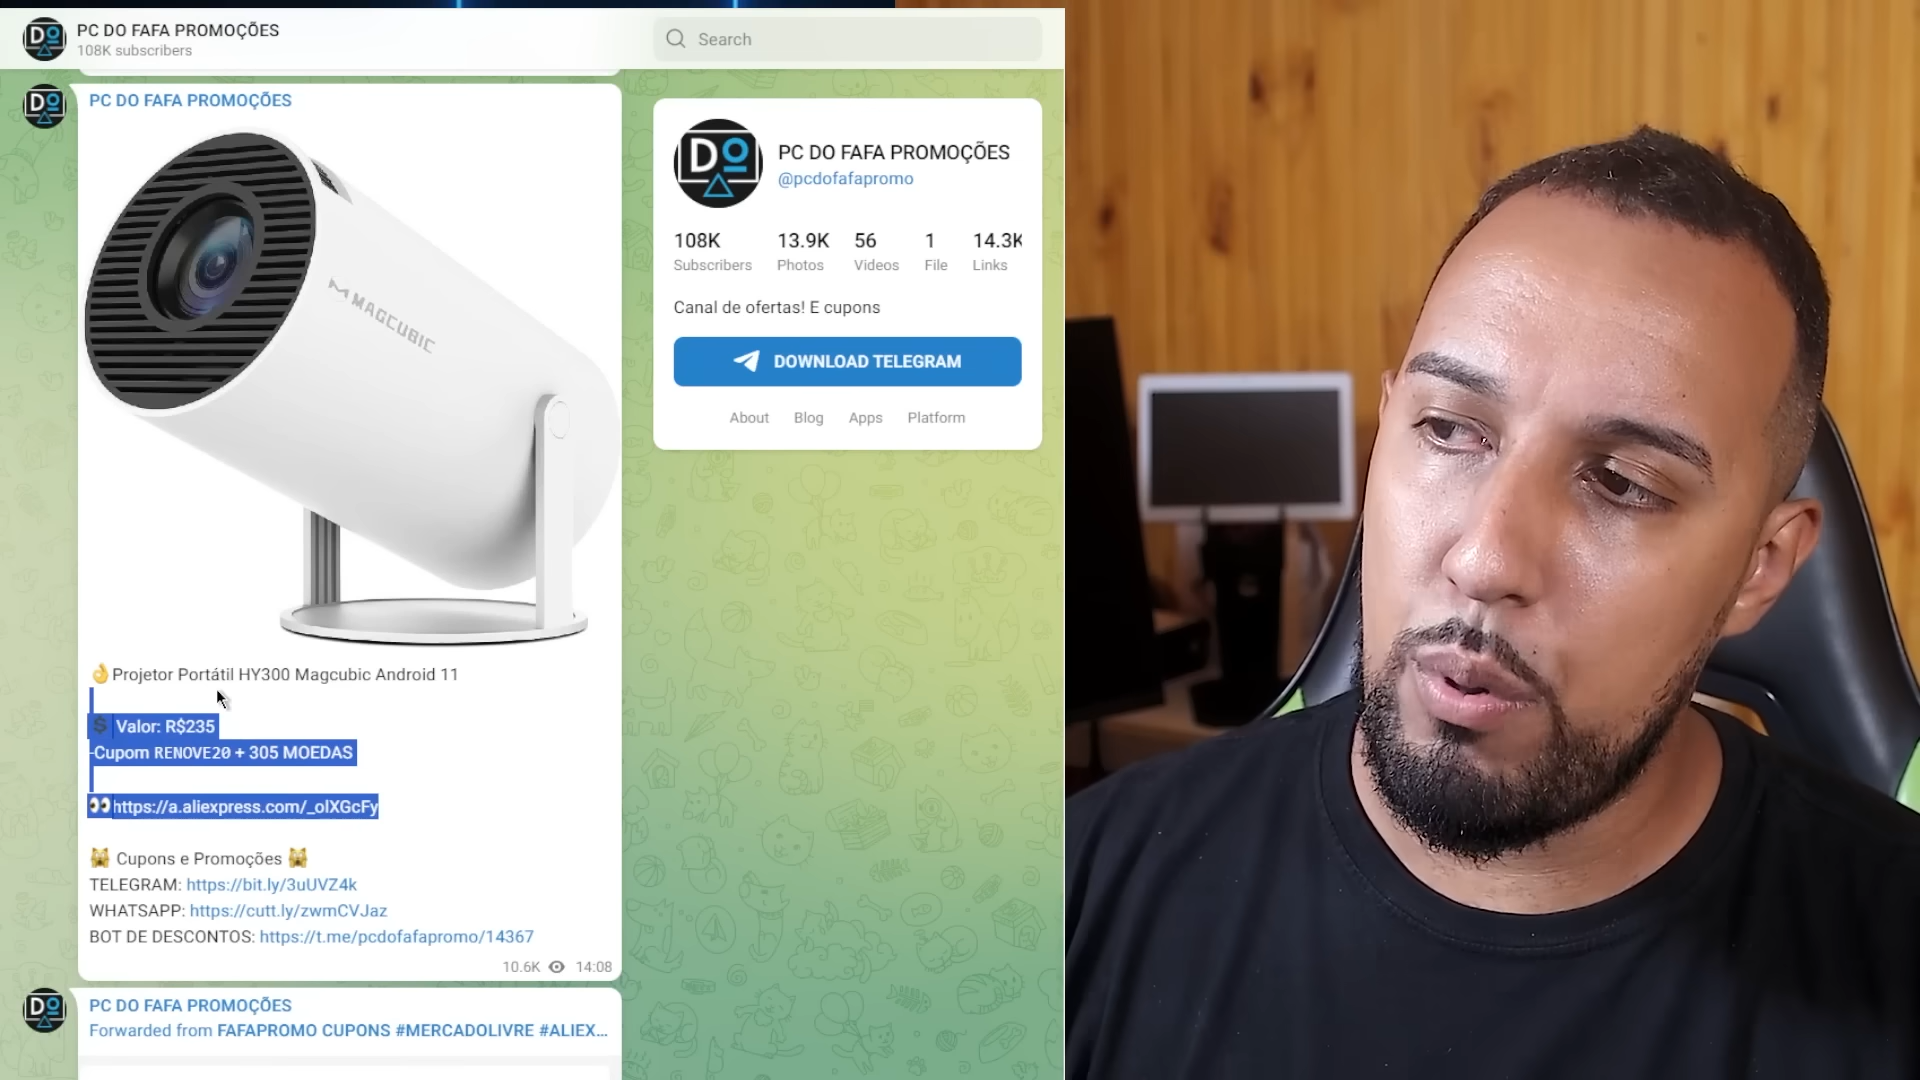 PC DO FAFA PROMOÇÕES
108K subscribers
Search
PC DO FAFA PROMOÇÕES
MAGCUBIC
👌Projetor Portátil HY300 Magcubic Android 11
💲 Valor: R$235
-Cupom RENOVE20 + 305 MOEDAS
👀https://a.aliexpress.com/_olXGcFy
🙀 Cupons e Promoções 🙀
TELEGRAM: https://bit.ly/3uUVZ4k
WHATSAPP: https://cutt.ly/zwmCVJaz
BOT DE DESCONTOS: https://t.me/pcdofafapromo/14367
10.6K 14:08
PC DO FAFA PROMOÇÕES
Forwarded from FAFAPROMO CUPONS #MERCADOLIVRE #ALIEX...
DO
PC DO FAFA PROMOÇÕES
@pcdofafapromo
108K 13.9K 56 1 14.3K
Subscribers Photos Videos File Links
Canal de ofertas! E cupons
DOWNLOAD TELEGRAM
About Blog Apps Platform